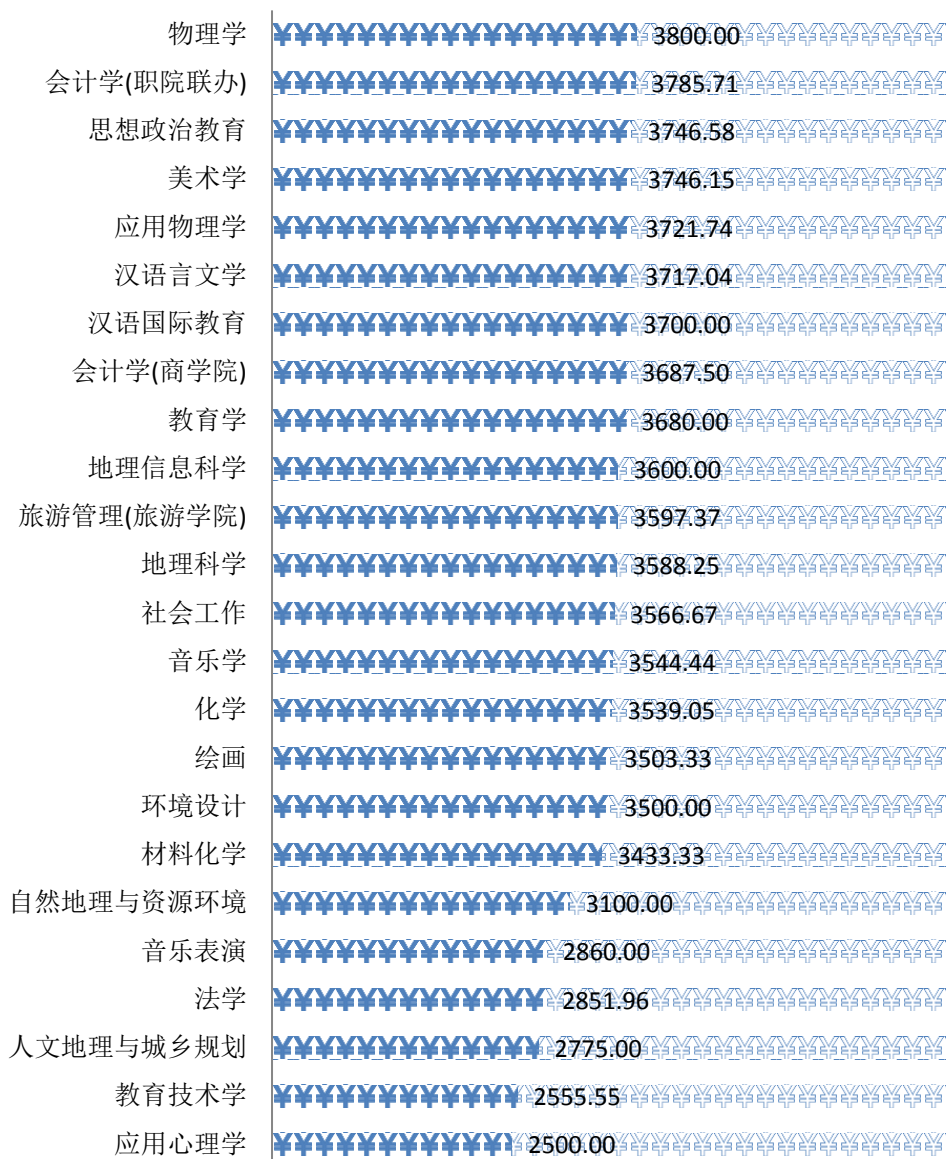 物理学 3800.00
会计学(职院联办) 3785.71
思想政治教育 3746.58
美术学 3746.15
应用物理学 3721.74
汉语言文学 3717.04
汉语国际教育 3700.00
会计学(商学院) 3687.50
教育学 3680.00
地理信息科学 3600.00
旅游管理(旅游学院) 3597.37
地理科学 3588.25
社会工作 3566.67
音乐学 3544.44
化学 3539.05
绘画 3503.33
环境设计 3500.00
材料化学 3433.33
自然地理与资源环境 3100.00
音乐表演 2860.00
法学 2851.96
人文地理与城乡规划 2775.00
教育技术学 2555.55
应用心理学 2500.00